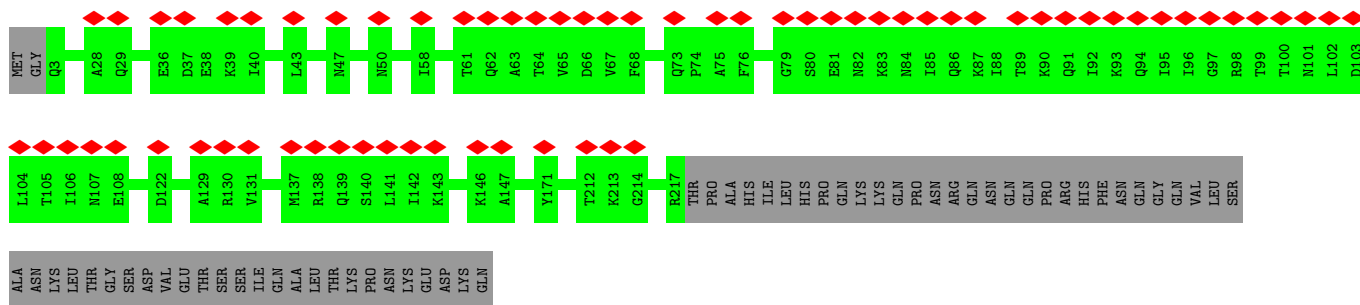 MET GLY Q3 A28 Q29 E36 D37 E38 K39 I40 L43 N47 N50 I58 T61 Q62 A63 T64 V65 D66 V67 F68 Q73 P74 A75 F76 G79 S80 E81 N82 K83 N84 I85 Q86 K87 I88 T89 K90 Q91 I92 K93 Q94 I95 I96 G97 R98 T99 T100 N101 L102 D103
L104 T105 I106 N107 E108 D122 A129 R130 V131 M137 R138 Q139 S140 L141 I142 K143 K146 A147 Y171 T212 K213 G214 R217 THR PRO ALA HIS ILE LEU HIS PRO GLN LYS LYS GLN PRO ASN ARG GLN ASN GLN GLN PRO ARG HIS PHE ASN GLN GLY GLN VAL LEU SER
ALA ASN LYS LEU THR GLY SER ASP VAL GLU THR SER SER ILE GLN ALA LEU THR LYS PRO ASN LYS GLU ASP LYS GLN